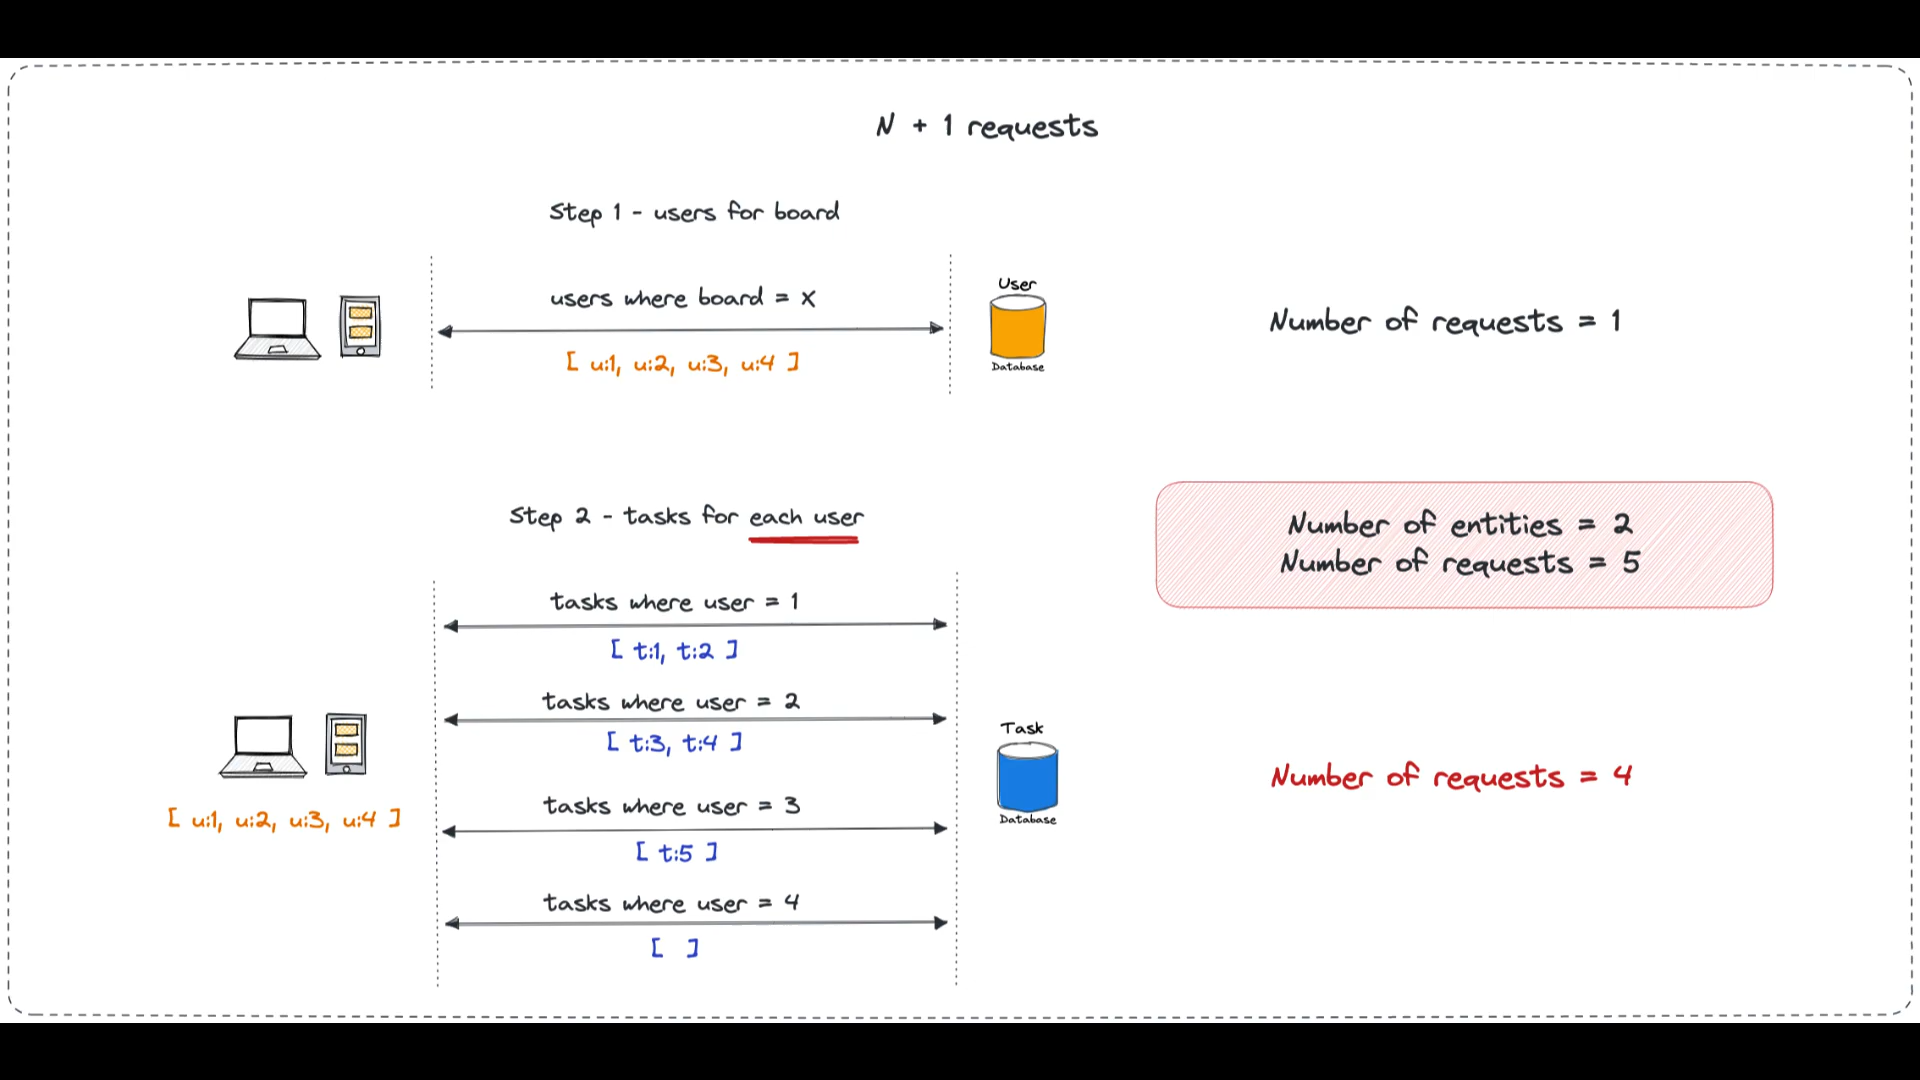 N + 1 requests
Step 1 - users for board
users where board = x
[ u:1, u:2, u:3, u:4 ]
User
Database
Number of requests = 1
Step 2 - tasks for each user
Number of entities = 2
Number of requests = 5
tasks where user = 1
[ t:1, t:2 ]
tasks where user = 2
[ t:3, t:4 ]
tasks where user = 3
[ t:5 ]
tasks where user = 4
[ ]
[ u:1, u:2, u:3, u:4 ]
Task
Database
Number of requests = 4